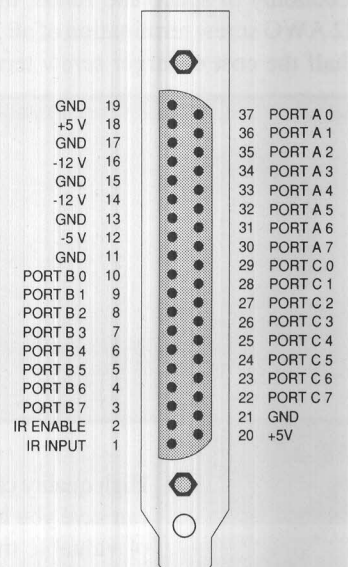 GND 19
+5 V 18
GND 17
-12 V 16
GND 15
-12 V 14
GND 13
-5 V 12
GND 11
PORT B 0 10
PORT B 1 9
PORT B 2 8
PORT B 3 7
PORT B 4 6
PORT B 5 5
PORT B 6 4
PORT B 7 3
IR ENABLE 2
IR INPUT 1
37 PORT A 0
36 PORT A 1
35 PORT A 2
34 PORT A 3
33 PORT A 4
32 PORT A 5
31 PORT A 6
30 PORT A 7
29 PORT C 0
28 PORT C 1
27 PORT C 2
26 PORT C 3
25 PORT C 4
24 PORT C 5
23 PORT C 6
22 PORT C 7
21 GND
20 +5V